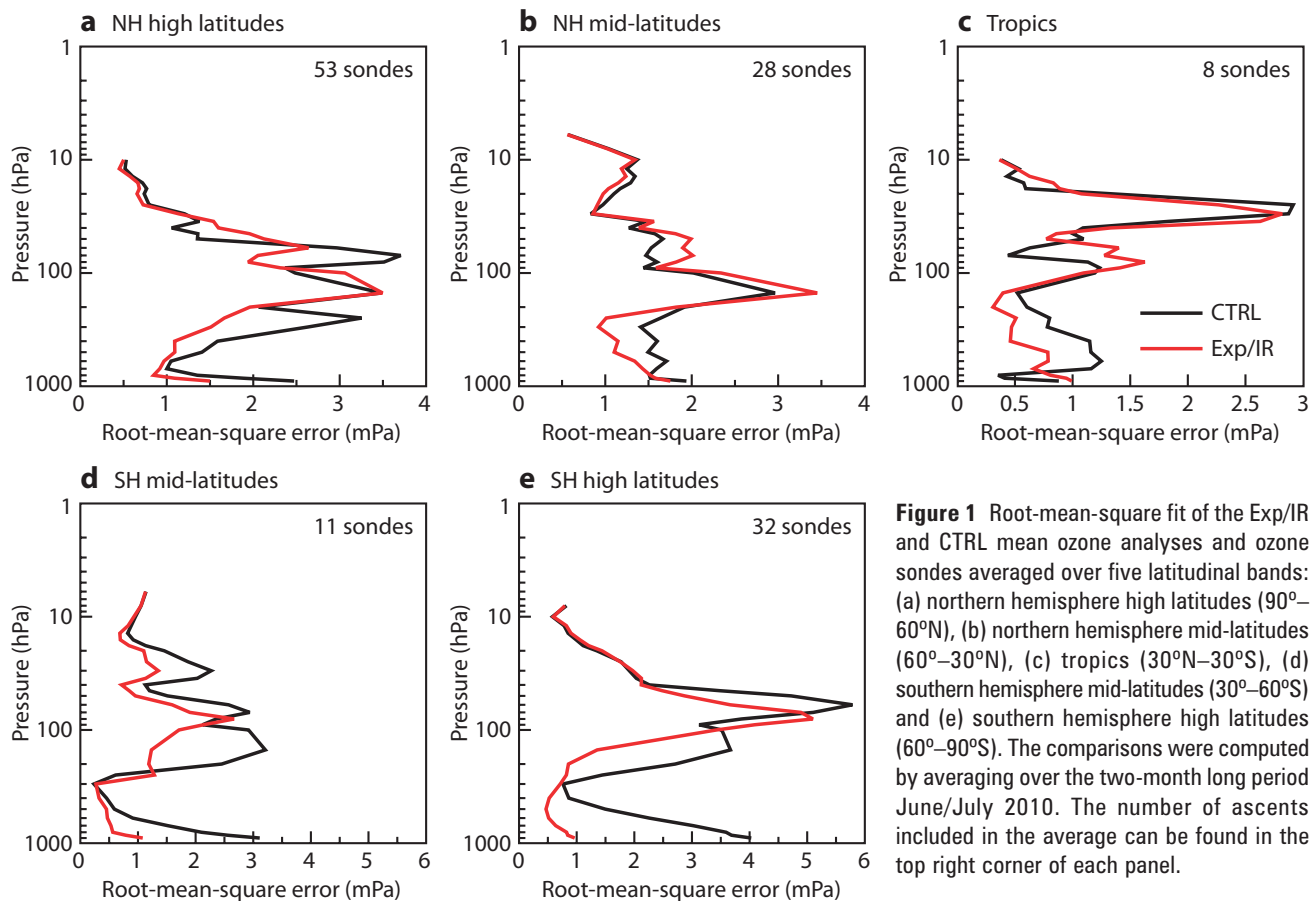 a NH high latitudes
53 sondes
1
10
100
1000
Pressure (hPa)
0 1 2 3 4
Root-mean-square error (mPa)
b NH mid-latitudes
28 sondes
1
10
100
1000
Pressure (hPa)
0 1 2 3 4
Root-mean-square error (mPa)
c Tropics
8 sondes
1
10
100
1000
Pressure (hPa)
CTRL
Exp/IR
0 0.5 1 1.5 2 2.5 3
Root-mean-square error (mPa)
d SH mid-latitudes
11 sondes
1
10
100
1000
Pressure (hPa)
0 1 2 3 4 5 6
Root-mean-square error (mPa)
e SH high latitudes
32 sondes
1
10
100
1000
Pressure (hPa)
0 1 2 3 4 5 6
Root-mean-square error (mPa)
Figure 1 Root-mean-square fit of the Exp/IR
and CTRL mean ozone analyses and ozone
sondes averaged over five latitudinal bands:
(a) northern hemisphere high latitudes (90º–
60ºN), (b) northern hemisphere mid-latitudes
(60º–30ºN), (c) tropics (30ºN–30ºS), (d)
southern hemisphere mid-latitudes (30º–60ºS)
and (e) southern hemisphere high latitudes
(60º–90ºS). The comparisons were computed
by averaging over the two-month long period
June/July 2010. The number of ascents
included in the average can be found in the
top right corner of each panel.